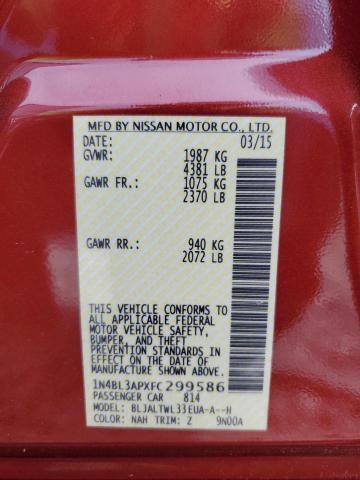 MFD BY NISSAN MOTOR CO., LTD.
DATE: 03/15
GVWR: 1987 KG
4381 LB
GAWR FR: 1075 KG
2370 LB
GAWR RR: 940 KG
2072 LB
THIS VEHICLE CONFORMS TO
ALL APPLICABLE FEDERAL
MOTOR VEHICLE SAFETY,
BUMPER, AND THEFT
PREVENTION STANDARDS IN
EFFECT ON THE DATE OF
MANUFACTURE SHOWN ABOVE.
1N4BL3APXFC299586
PASSENGER CAR 814
MODEL: BLJALTWL33EUA-A--H
COLOR: NAH TRIM: Z 9N00A